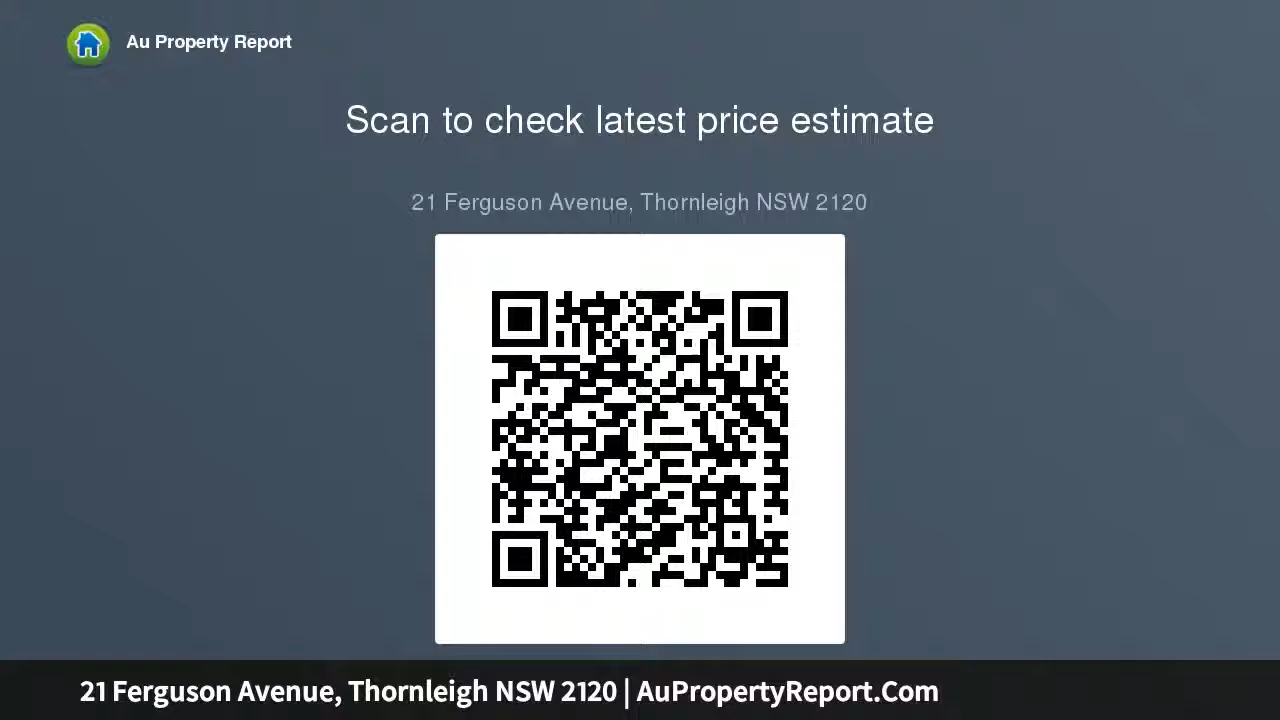 Au Property Report
Scan to check latest price estimate
21 Ferguson Avenue, Thornleigh NSW 2120
21 Ferguson Avenue, Thornleigh NSW 2120 | AuPropertyReport.Com